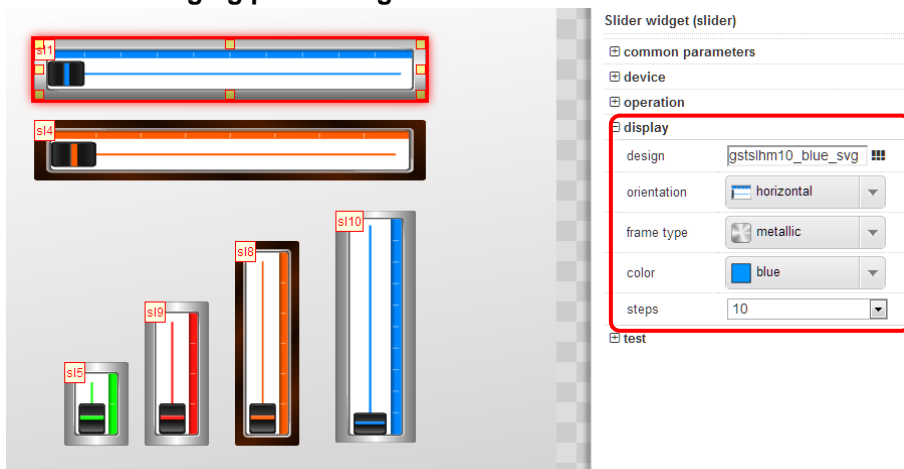 sl1
sl4
sl10
sl8
sl9
sl5
Slider widget (slider)
common parameters
device
operation
display
design gstslhm10_blue_svg
orientation horizontal
frame type metallic
color blue
steps 10
test